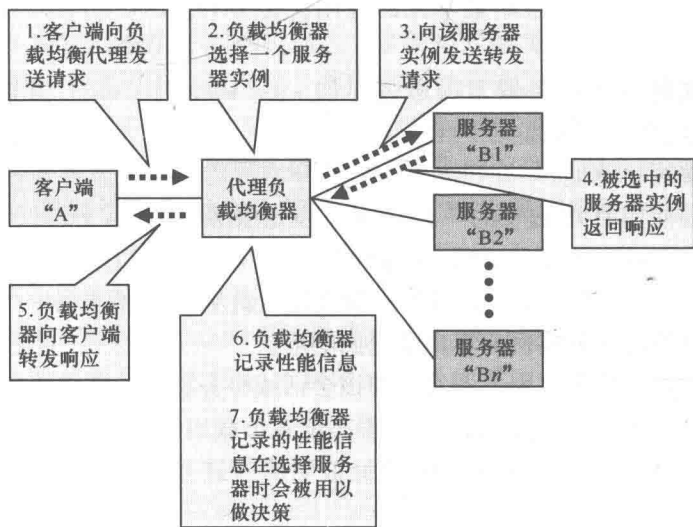 1.客户端向负
载均衡代理发
送请求
2.负载均衡器
选择一个服务
器实例
3.向该服务器
实例发送转发
请求
服务器
“B1”
客户端
“A”
代理负
载均衡器
4.被选中的
服务器实例
返回响应
服务器
“B2”
5.负载均衡
器向客户端
转发响应
6.负载均衡器
记录性能信息
7.负载均衡器
记录的性能信
息在选择服务
器时会被用以
做决策
服务器
“Bn”